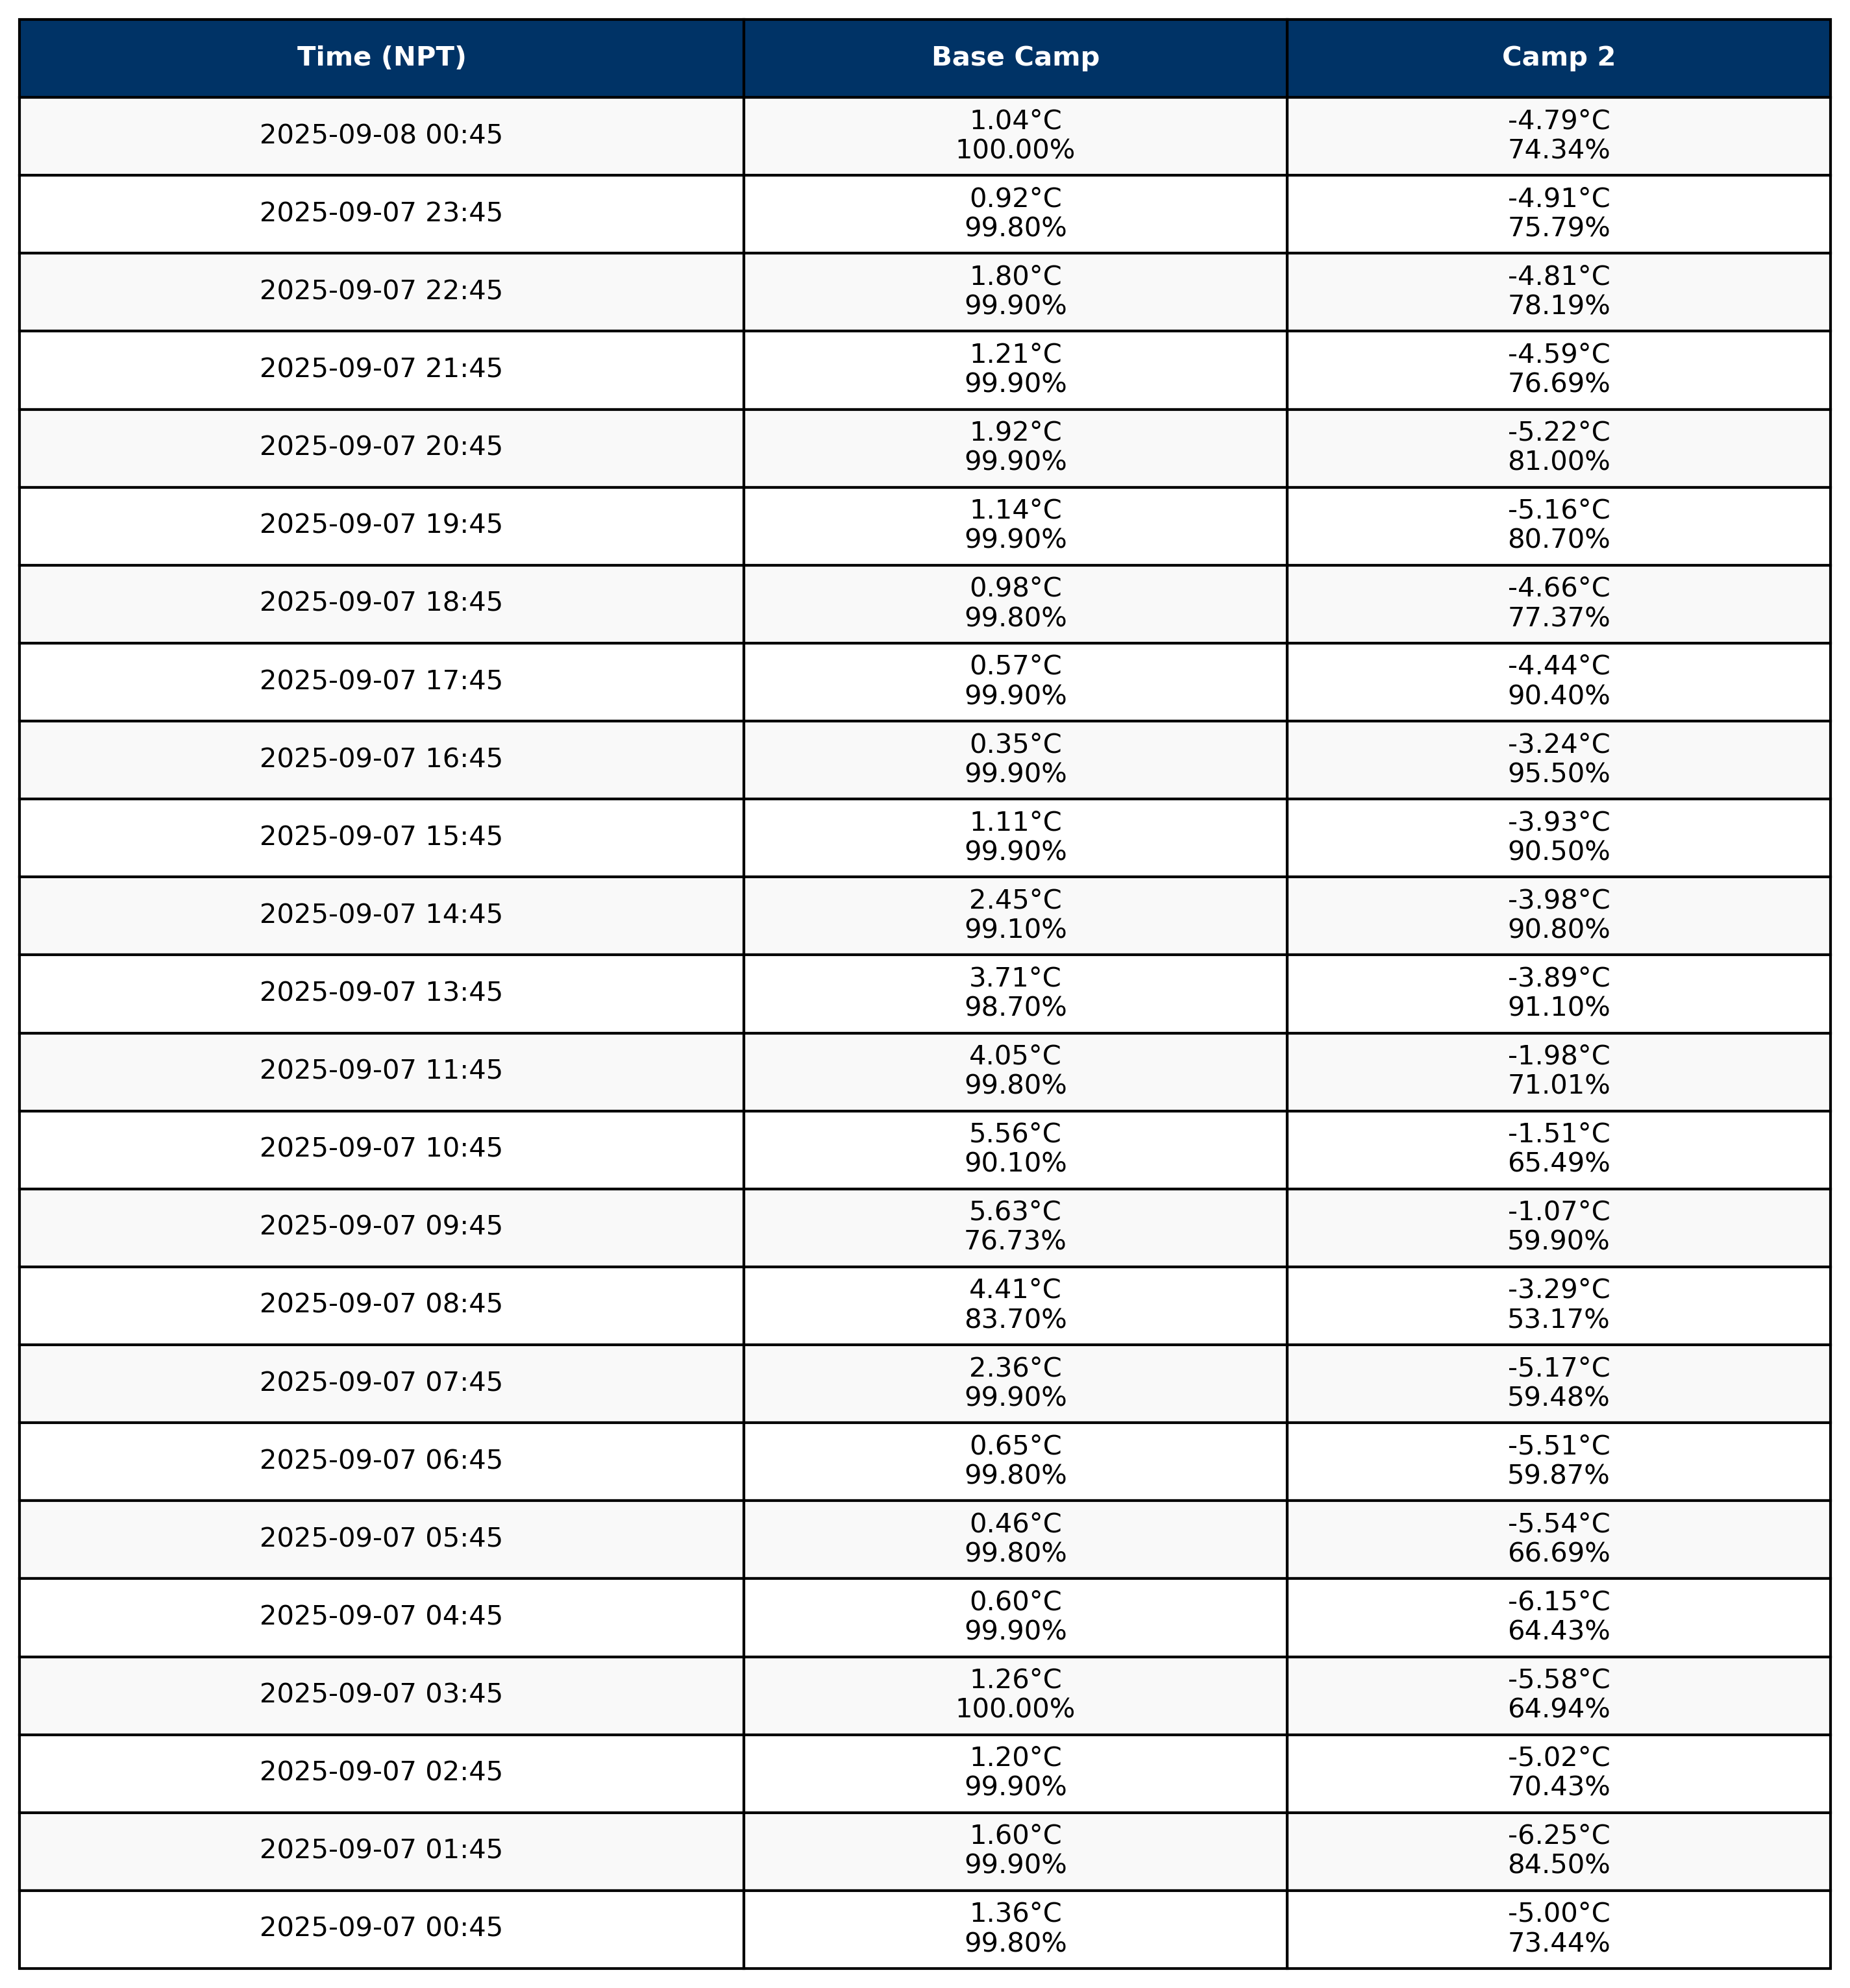 Time (NPT) Base Camp Camp 2
2025-09-08 00:45 1.04°C -4.79°C
100.00% 74.34%
2025-09-07 23:45 0.92°C -4.91°C
99.80% 75.79%
2025-09-07 22:45 1.80°C -4.81°C
99.90% 78.19%
2025-09-07 21:45 1.21°C -4.59°C
99.90% 76.69%
2025-09-07 20:45 1.92°C -5.22°C
99.90% 81.00%
2025-09-07 19:45 1.14°C -5.16°C
99.90% 80.70%
2025-09-07 18:45 0.98°C -4.66°C
99.80% 77.37%
2025-09-07 17:45 0.57°C -4.44°C
99.90% 90.40%
2025-09-07 16:45 0.35°C -3.24°C
99.90% 95.50%
2025-09-07 15:45 1.11°C -3.93°C
99.90% 90.50%
2025-09-07 14:45 2.45°C -3.98°C
99.10% 90.80%
2025-09-07 13:45 3.71°C -3.89°C
98.70% 91.10%
2025-09-07 11:45 4.05°C -1.98°C
99.80% 71.01%
2025-09-07 10:45 5.56°C -1.51°C
90.10% 65.49%
2025-09-07 09:45 5.63°C -1.07°C
76.73% 59.90%
2025-09-07 08:45 4.41°C -3.29°C
83.70% 53.17%
2025-09-07 07:45 2.36°C -5.17°C
99.90% 59.48%
2025-09-07 06:45 0.65°C -5.51°C
99.80% 59.87%
2025-09-07 05:45 0.46°C -5.54°C
99.80% 66.69%
2025-09-07 04:45 0.60°C -6.15°C
99.90% 64.43%
2025-09-07 03:45 1.26°C -5.58°C
100.00% 64.94%
2025-09-07 02:45 1.20°C -5.02°C
99.90% 70.43%
2025-09-07 01:45 1.60°C -6.25°C
99.90% 84.50%
2025-09-07 00:45 1.36°C -5.00°C
99.80% 73.44%